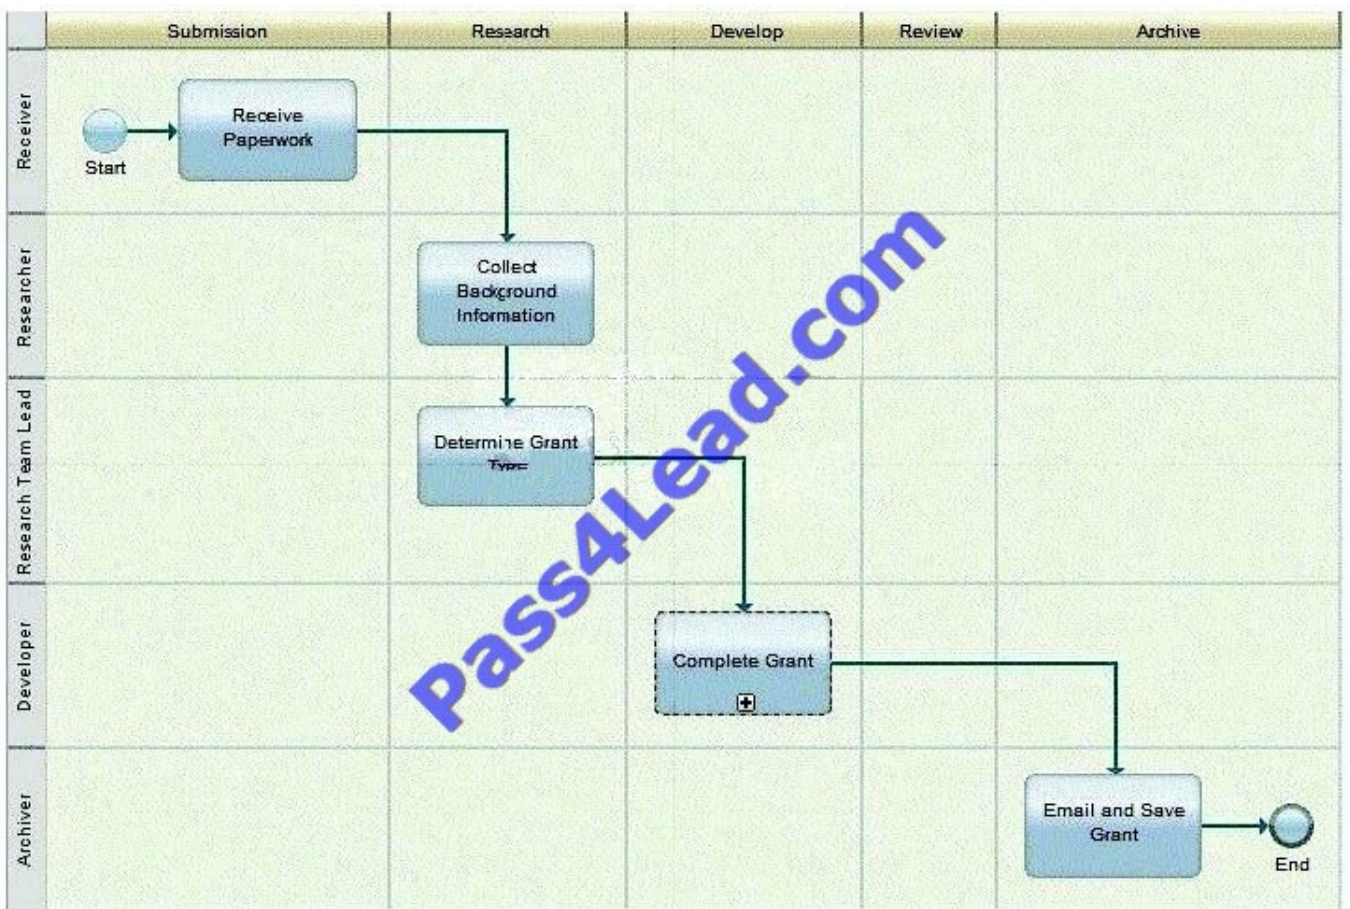 Submission Research Develop Review Archive
Receiver
Receive
Paperwork
Start
Researcher
Collect
Background
Information
Research Team Lead
Determine Grant
Type
Developer
Complete Grant
Archiver
Email and Save
Grant
End
Pass4Lead.com